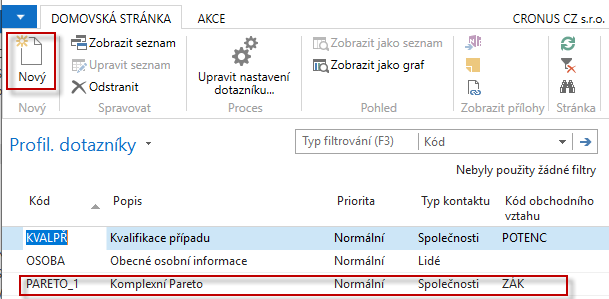 DOMOVSKÁ STRÁNKA AKCE CRONUS CZ s.r.o.
Nový
Zobrazit seznam
Upravit seznam
Odstranit
Upravit nastavení dotazníku...
Zobrazit jako seznam
Zobrazit jako graf
Nový Spravovat Proces Pohled Zobrazit přílohy Stránka
Profil. dotazníky
Typ filtrování (F3) Kód
Nebyly použity žádné filtry
Kód Popis Priorita Typ kontaktu Kód obchodního vztahu
KVALPŘ Kvalifikace případu Normální Společnosti POTENC
OSOBA Obecné osobní informace Normální Lidé
PARETO_1 Komplexní Pareto Normální Společnosti ZÁK